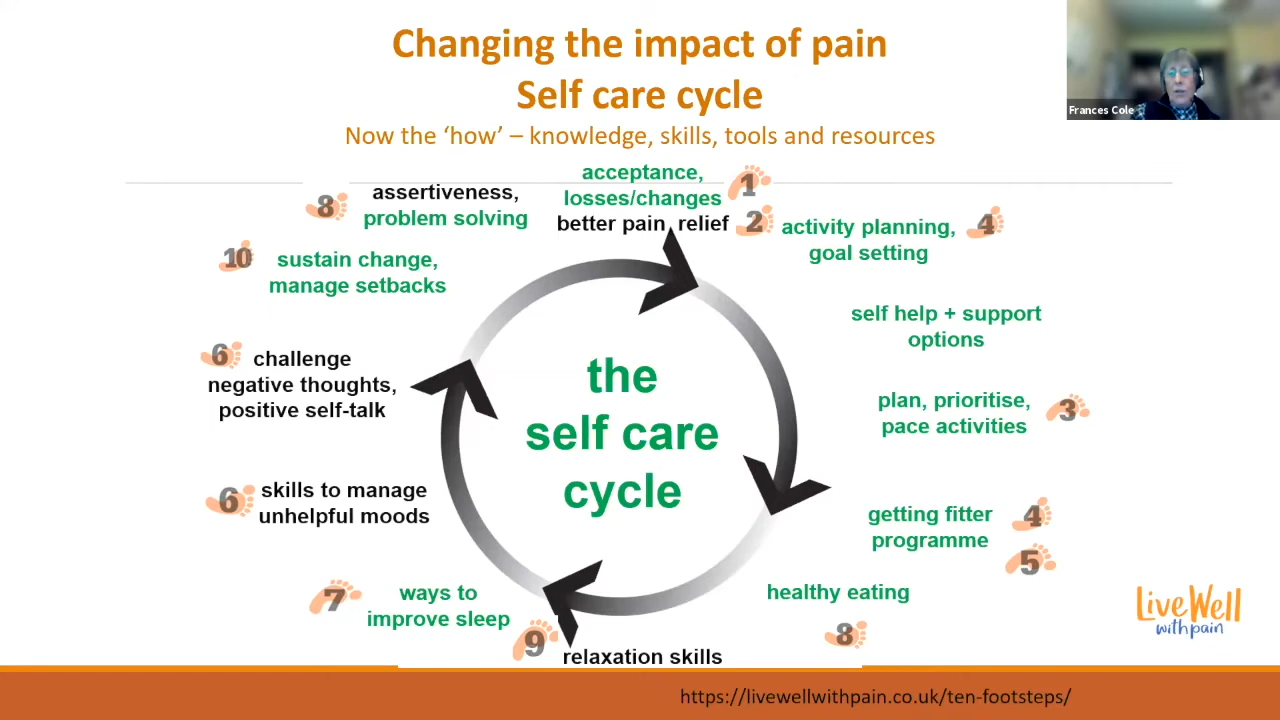 Changing the impact of pain
Self care cycle
Now the ‘how’ – knowledge, skills, tools and resources
Frances Cole
acceptance,
losses/changes
better pain relief
1
2
activity planning,
goal setting
4
self help + support
options
plan, prioritise,
pace activities
3
getting fitter
programme
4
5
healthy eating
8
relaxation skills
9
ways to
improve sleep
7
skills to manage
unhelpful moods
6
challenge
negative thoughts,
positive self-talk
6
sustain change,
manage setbacks
10
assertiveness,
problem solving
8
the
self care
cycle
Live Well
with pain
https://livewellwithpain.co.uk/ten-footsteps/